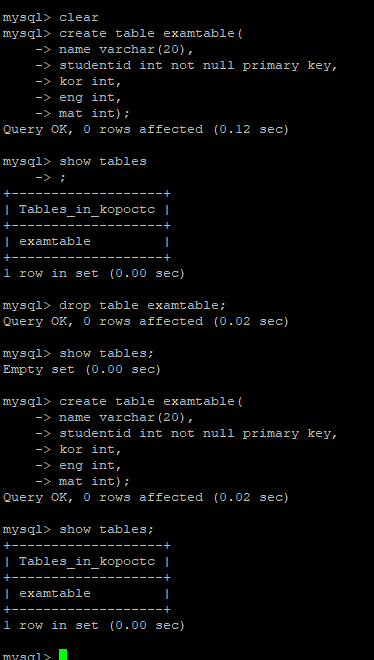 mysql> clear
mysql> create table examtable(
    -> name varchar(20),
    -> studentid int not null primary key,
    -> kor int,
    -> eng int,
    -> mat int);
Query OK, 0 rows affected (0.12 sec)

mysql> show tables
    -> ;
+-------------------+
| Tables_in_kopoctc |
+-------------------+
| examtable         |
+-------------------+
1 row in set (0.00 sec)

mysql> drop table examtable;
Query OK, 0 rows affected (0.02 sec)

mysql> show tables;
Empty set (0.00 sec)

mysql> create table examtable(
    -> name varchar(20),
    -> studentid int not null primary key,
    -> kor int,
    -> eng int,
    -> mat int);
Query OK, 0 rows affected (0.02 sec)

mysql> show tables;
+-------------------+
| Tables_in_kopoctc |
+-------------------+
| examtable         |
+-------------------+
1 row in set (0.00 sec)

mysql>